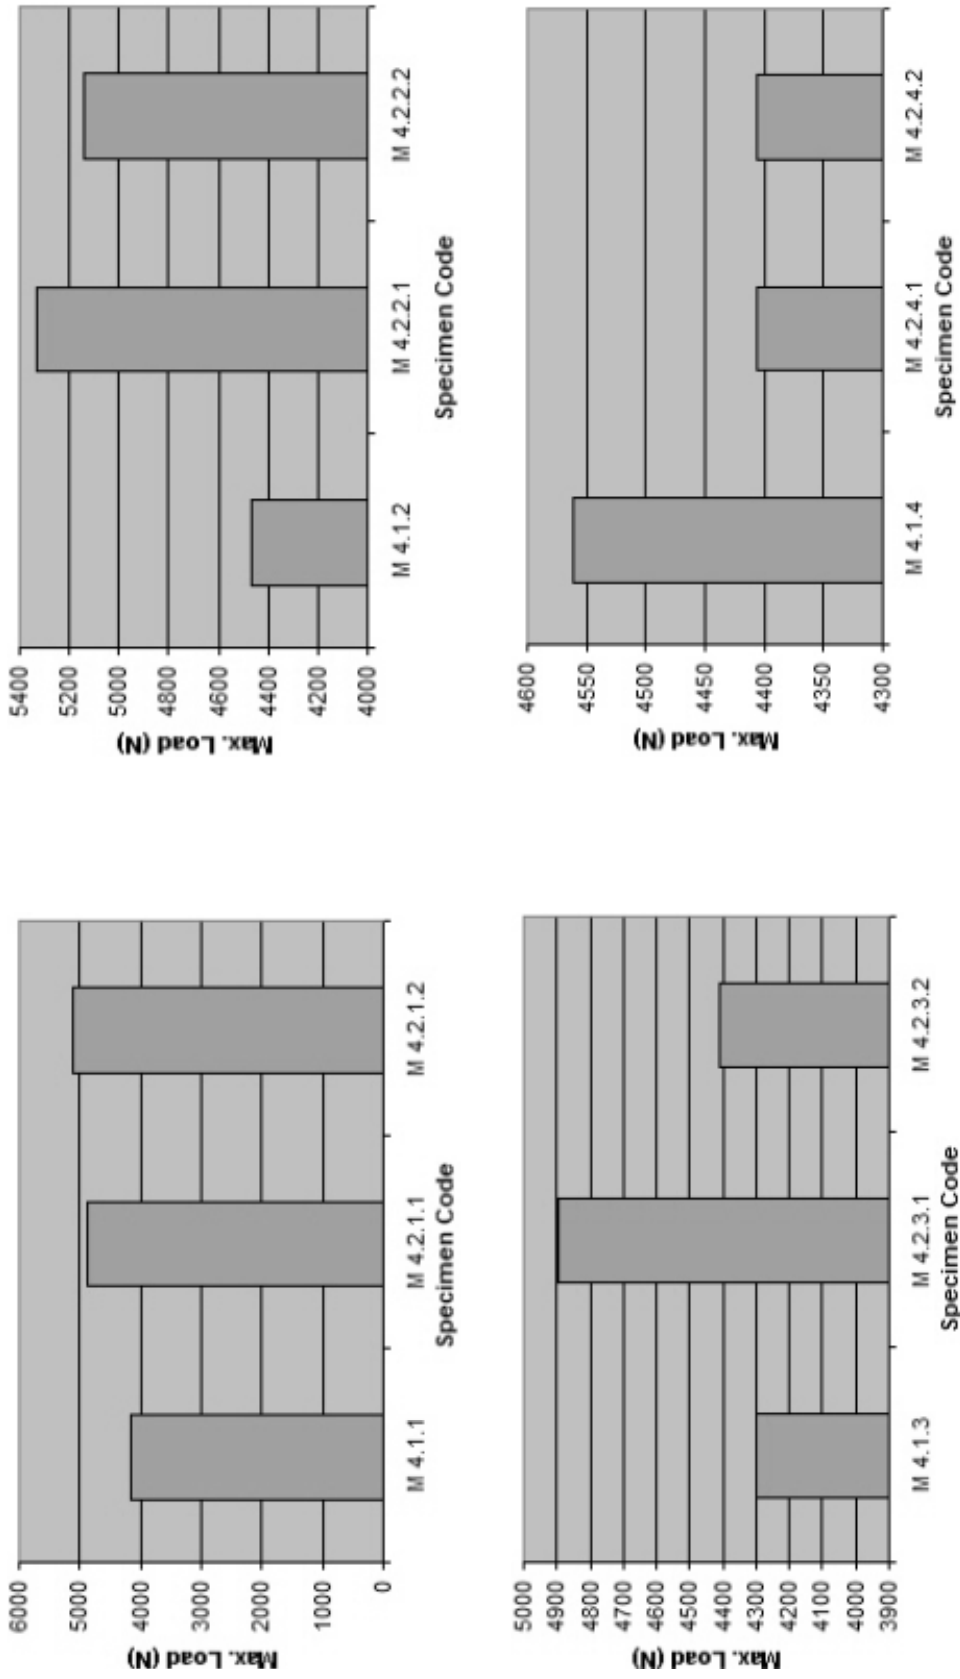 6000
5000
4000
3000
2000
1000
0
Max. Load (N)
M 4.1.1
M 4.2.1.1
M 4.2.1.2
Specimen Code
5400
5200
5000
4800
4600
4400
4200
4000
Max. Load (N)
M 4.1.2
M 4.2.2.1
M 4.2.2.2
Specimen Code
5000
4900
4800
4700
4600
4500
4400
4300
4200
4100
4000
3900
Max. Load (N)
M 4.1.3
M 4.2.3.1
M 4.2.3.2
Specimen Code
4600
4550
4500
4450
4400
4350
4300
Max. Load (N)
M 4.1.4
M 4.2.4.1
M 4.2.4.2
Specimen Code